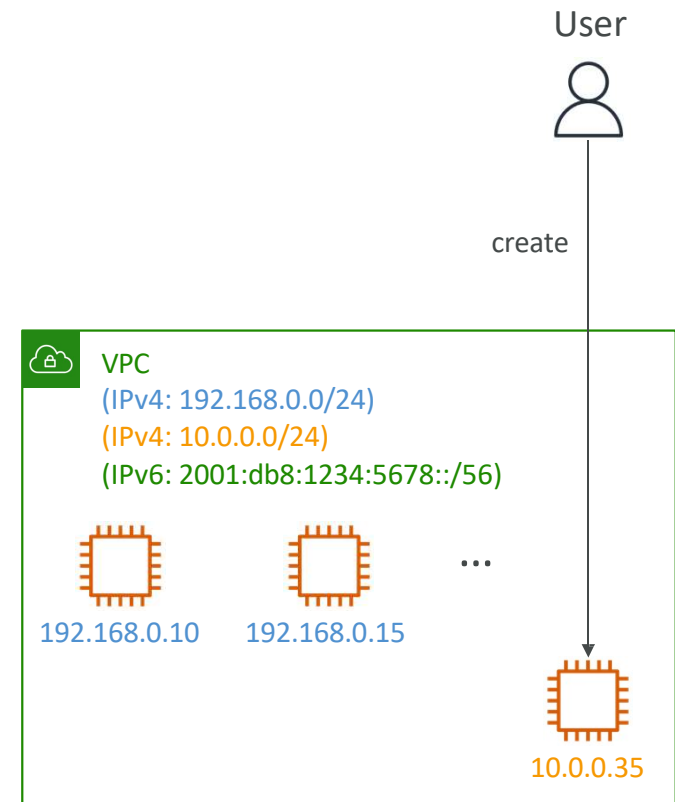 User
create
VPC
(IPv4: 192.168.0.0/24)
(IPv4: 10.0.0.0/24)
(IPv6: 2001:db8:1234:5678::/56)
...
192.168.0.10
192.168.0.15
10.0.0.35